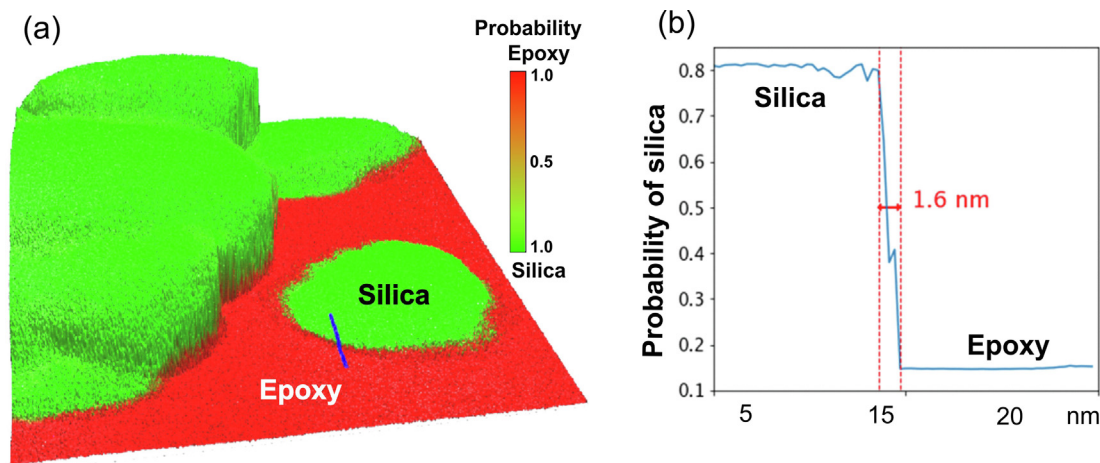 (a)
Probability
Epoxy
1.0
0.5
1.0
Silica
Silica
Epoxy
(b)
Probability of silica
0.8
0.7
0.6
0.5
0.4
0.3
0.2
0.1
Silica
1.6 nm
Epoxy
5 15 20 nm